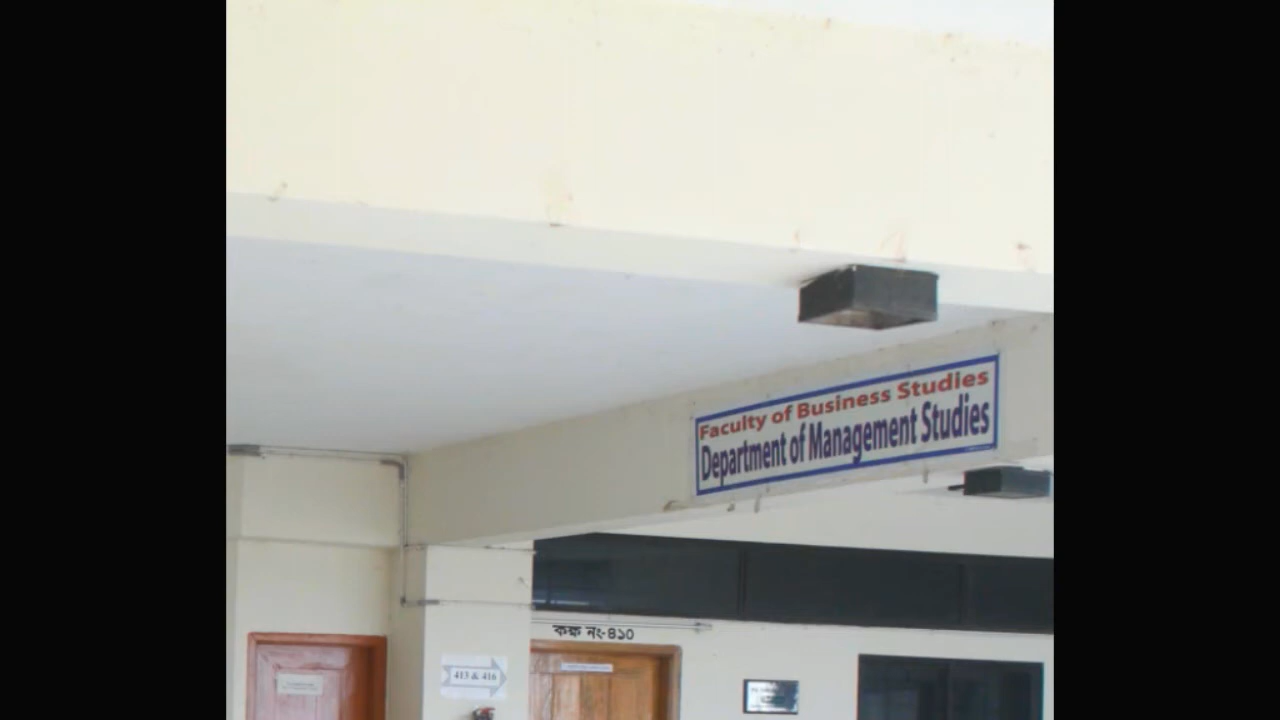 Faculty of Business Studies
Department of Management Studies
কক্ষ নং-৪১০
413 & 416